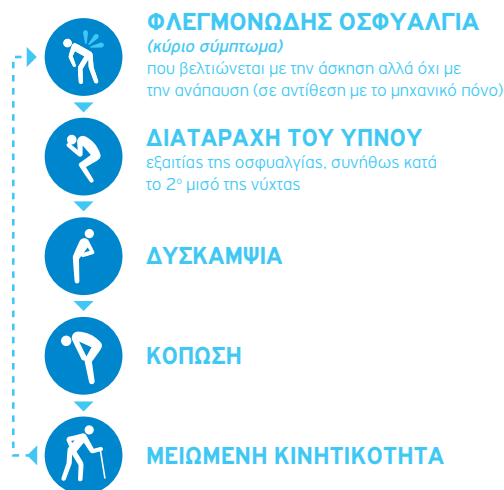 ΦΛΕΓΜΟΝΩΔΗΣ ΟΣΦΥΑΛΓΙΑ
(κύριο σύμπτωμα)
που βελτιώνεται με την άσκηση αλλά όχι με
την ανάπαυση (σε αντίθεση με το μηχανικό πόνο)
ΔΙΑΤΑΡΑΧΗ ΤΟΥ ΥΠΝΟΥ
εξαιτίας της οσφυαλγίας, συνήθως κατά
το 2ο μισό της νύχτας
ΔΥΣΚΑΜΨΙΑ
ΚΟΠΩΣΗ
ΜΕΙΩΜΕΝΗ ΚΙΝΗΤΙΚΟΤΗΤΑ